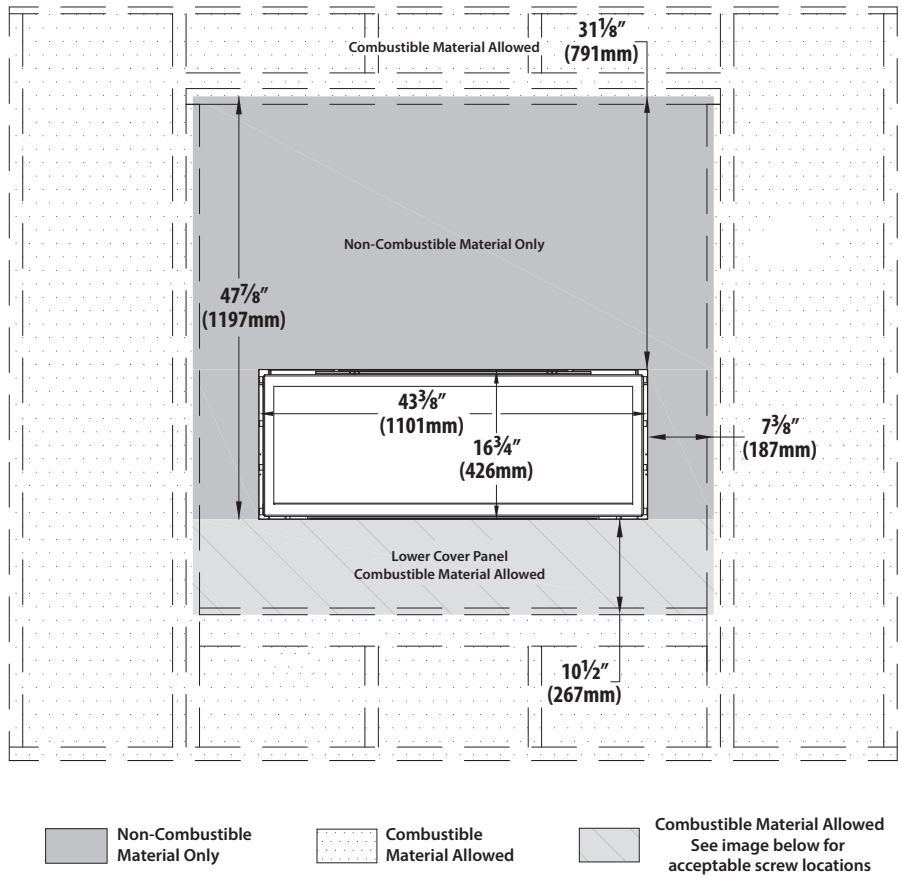 31⅛"
(791mm)
Combustible Material Allowed
Non-Combustible Material Only
47⅞"
(1197mm)
43⅜"
(1101mm)
16¾"
(426mm)
7⅜"
(187mm)
Lower Cover Panel
Combustible Material Allowed
10½"
(267mm)
Non-Combustible
Material Only
Combustible
Material Allowed
Combustible Material Allowed
See image below for
acceptable screw locations